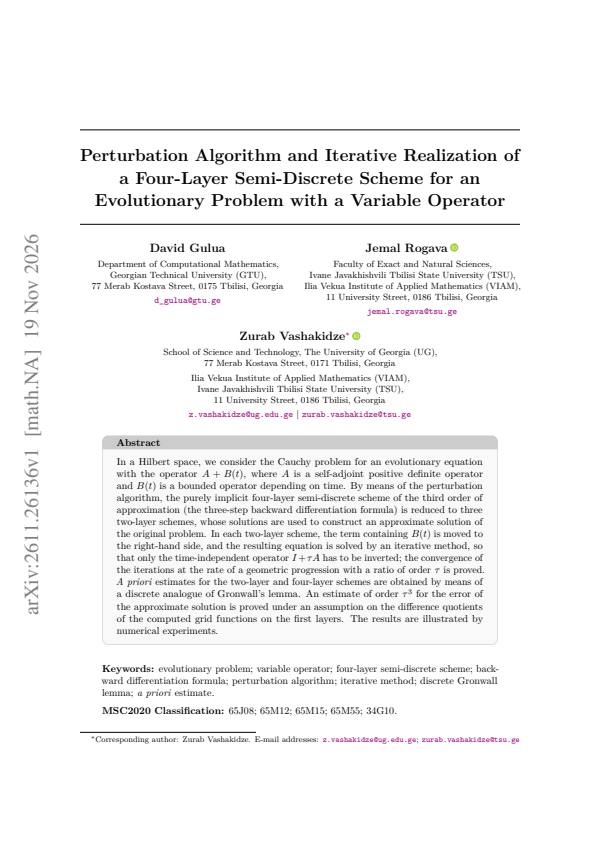 arXiv:2611.26136v1 [math.NA] 19 Nov 2026
Perturbation Algorithm and Iterative Realization of
a Four-Layer Semi-Discrete Scheme for an
Evolutionary Problem with a Variable Operator
David Gulua
Department of Computational Mathematics,
Georgian Technical University (GTU),
77 Merab Kostava Street, 0175 Tbilisi, Georgia
d_gulua@gtu.ge
Jemal Rogava
Faculty of Exact and Natural Sciences,
Ivane Javakhishvili Tbilisi State University (TSU),
Ilia Vekua Institute of Applied Mathematics (VIAM),
11 University Street, 0186 Tbilisi, Georgia
jemal.rogava@tsu.ge
Zurab Vashakidze*
School of Science and Technology, The University of Georgia (UG),
77 Merab Kostava Street, 0171 Tbilisi, Georgia
Ilia Vekua Institute of Applied Mathematics (VIAM),
Ivane Javakhishvili Tbilisi State University (TSU),
11 University Street, 0186 Tbilisi, Georgia
z.vashakidze@ug.edu.ge | zurab.vashakidze@tsu.ge
Abstract
In a Hilbert space, we consider the Cauchy problem for an evolutionary equation
with the operator A + B(t), where A is a self-adjoint positive definite operator
and B(t) is a bounded operator depending on time. By means of the perturbation
algorithm, the purely implicit four-layer semi-discrete scheme of the third order of
approximation (the three-step backward differentiation formula) is reduced to three
two-layer schemes, whose solutions are used to construct an approximate solution of
the original problem. In each two-layer scheme, the term containing B(t) is moved to
the right-hand side, and the resulting equation is solved by an iterative method, so
that only the time-independent operator I+τA has to be inverted; the convergence of
the iterations at the rate of a geometric progression with a ratio of order τ is proved.
A priori estimates for the two-layer and four-layer schemes are obtained by means of
a discrete analogue of Gronwall's lemma. An estimate of order τ³ for the error of
the approximate solution is proved under an assumption on the difference quotients
of the computed grid functions on the first layers. The results are illustrated by
numerical experiments.
Keywords: evolutionary problem; variable operator; four-layer semi-discrete scheme; back-
ward differentiation formula; perturbation algorithm; iterative method; discrete Gronwall
lemma; a priori estimate.
MSC2020 Classification: 65J08; 65M12; 65M15; 65M55; 34G10.
*Corresponding author: Zurab Vashakidze. E-mail addresses: z.vashakidze@ug.edu.ge; zurab.vashakidze@tsu.ge